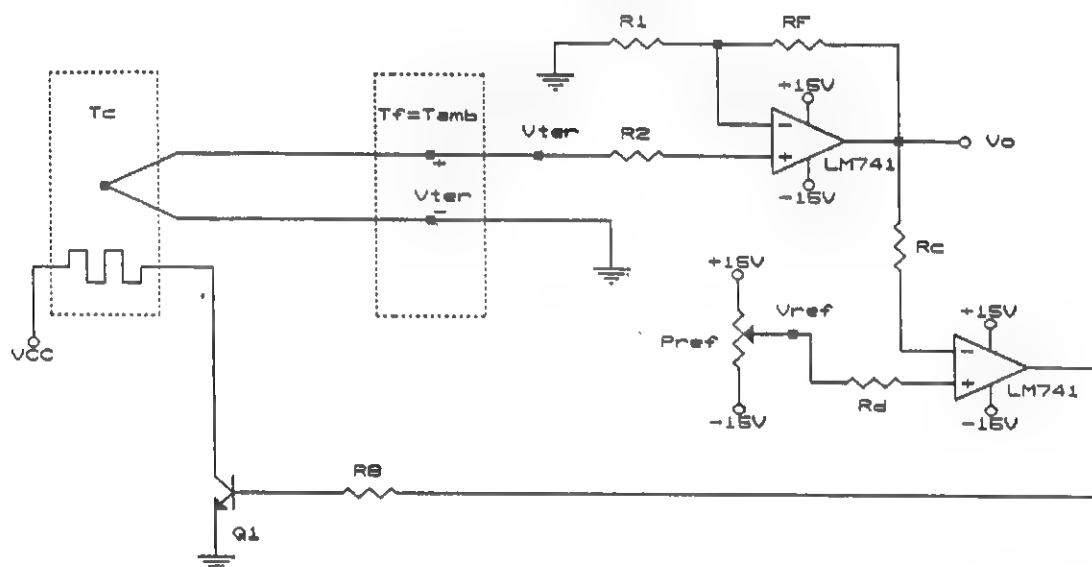 R1
RF
+15V
Tc
Tf=Tamb
Vter
R2
-
+
LM741
Vo
-15V
+
Vter
-
Rc
+15V
+15V
Vref
Pref
VCC
-
+
LM741
Rd
-15V
-15V
RB
Q1